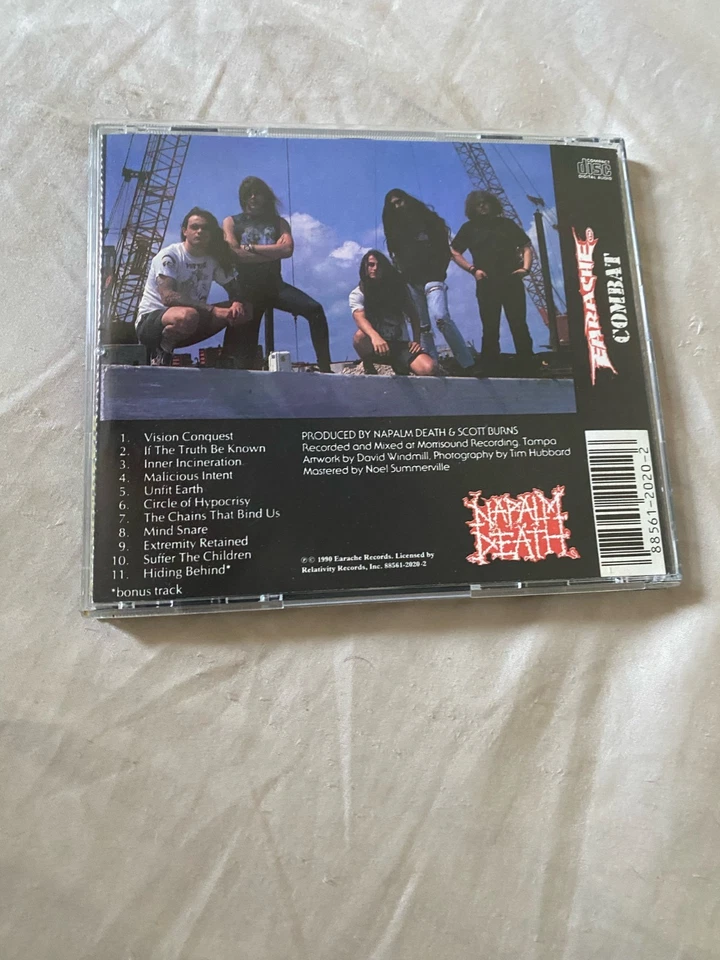 COMPACT
disc
DIGITAL AUDIO
EARACHE
COMBAT
1. Vision Conquest
2. If The Truth Be Known
3. Inner Incineration
4. Malicious Intent
5. Unfit Earth
6. Circle of Hypocrisy
7. The Chains That Bind Us
8. Mind Snare
9. Extremity Retained
10. Suffer The Children
11. Hiding Behind*
*bonus track
PRODUCED BY NAPALM DEATH & SCOTT BURNS
Recorded and Mixed at Morrisound Recording, Tampa
Artwork by David Windmill, Photography by Tim Hubbard
Mastered by Noel Summerville
℗© 1990 Earache Records. Licensed by
Relativity Records, Inc. 88561-2020-2
NAPALM
DEATH
88561-2020-2